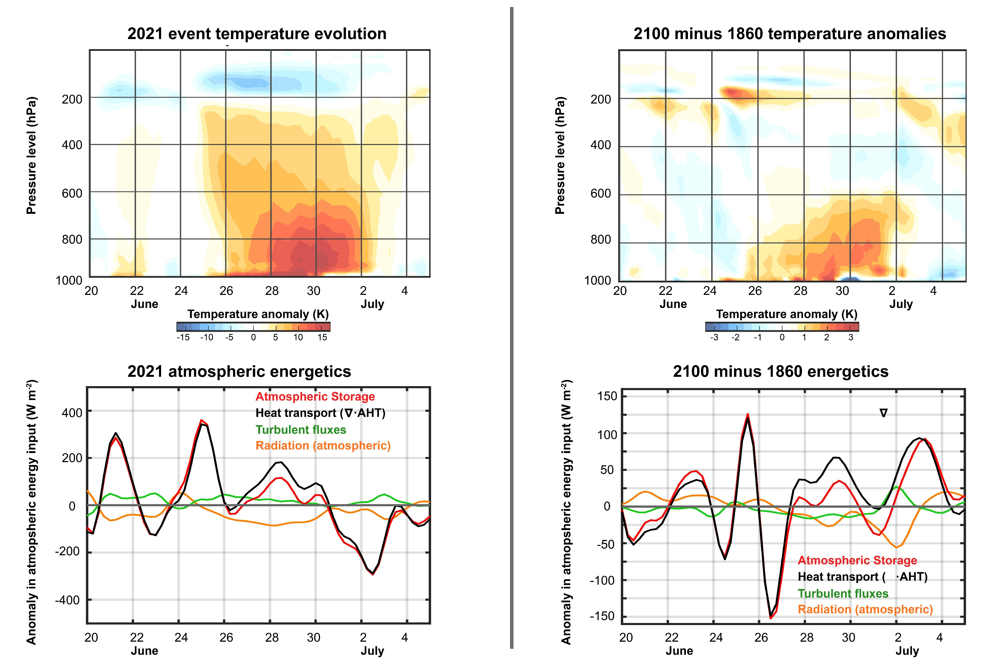 2021 event temperature evolution
Pressure level (hPa)
200
400
600
800
1000
20 22 24 26 28 30 2 4
June July
Temperature anomaly (K)
-15 -10 -5 0 5 10 15
2100 minus 1860 temperature anomalies
Pressure level (hPa)
200
400
600
800
1000
20 22 24 26 28 30 2 4
June July
Temperature anomaly (K)
-3 -2 -1 0 1 2 3
2021 atmospheric energetics
Anomaly in atmopsheric energy input (W m⁻²)
400
200
0
-200
-400
Atmospheric Storage
Heat transport (∇·AHT)
Turbulent fluxes
Radiation (atmospheric)
20 22 24 26 28 30 2 4
June July
2100 minus 1860 energetics
Anomaly in atmopsheric energy input (W m⁻²)
150
100
50
0
-50
-100
-150
∇
Atmospheric Storage
Heat transport ( ·AHT)
Turbulent fluxes
Radiation (atmospheric)
20 22 24 26 28 30 2 4
June July